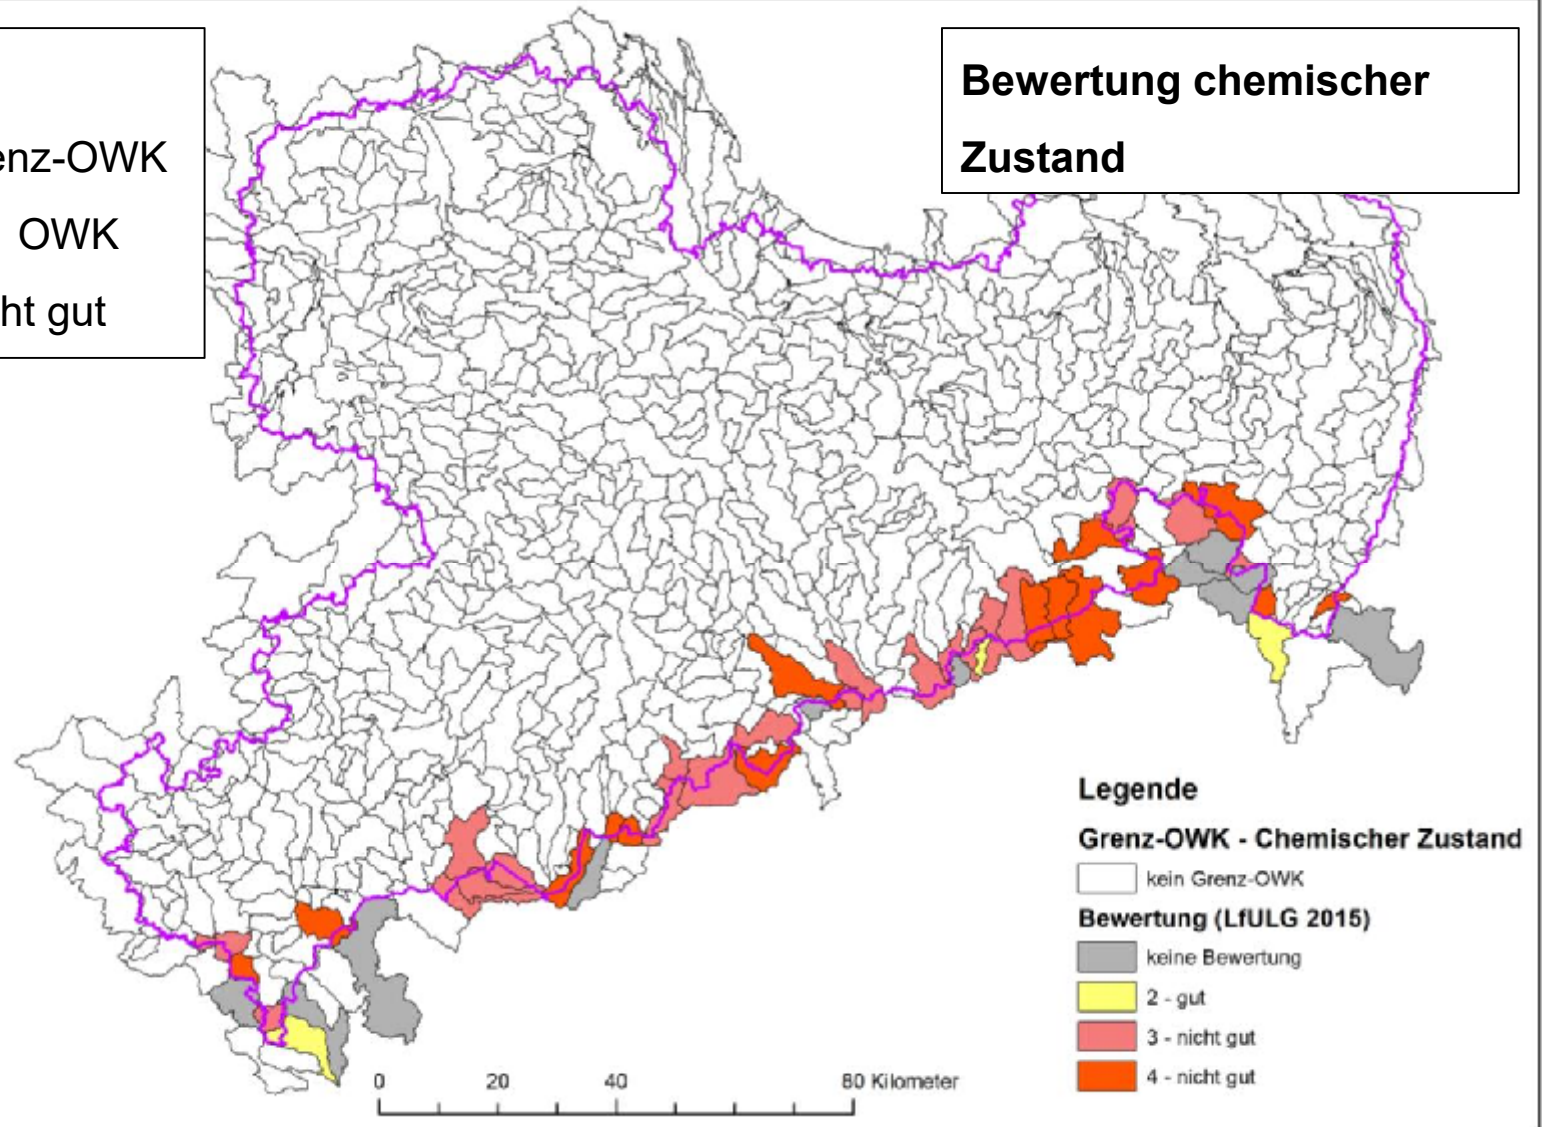 enz-OWK
OWK
ht gut
Bewertung chemischer
Zustand
Legende
Grenz-OWK - Chemischer Zustand
kein Grenz-OWK
Bewertung (LfULG 2015)
keine Bewertung
2 - gut
3 - nicht gut
4 - nicht gut
0 20 40 80 Kilometer